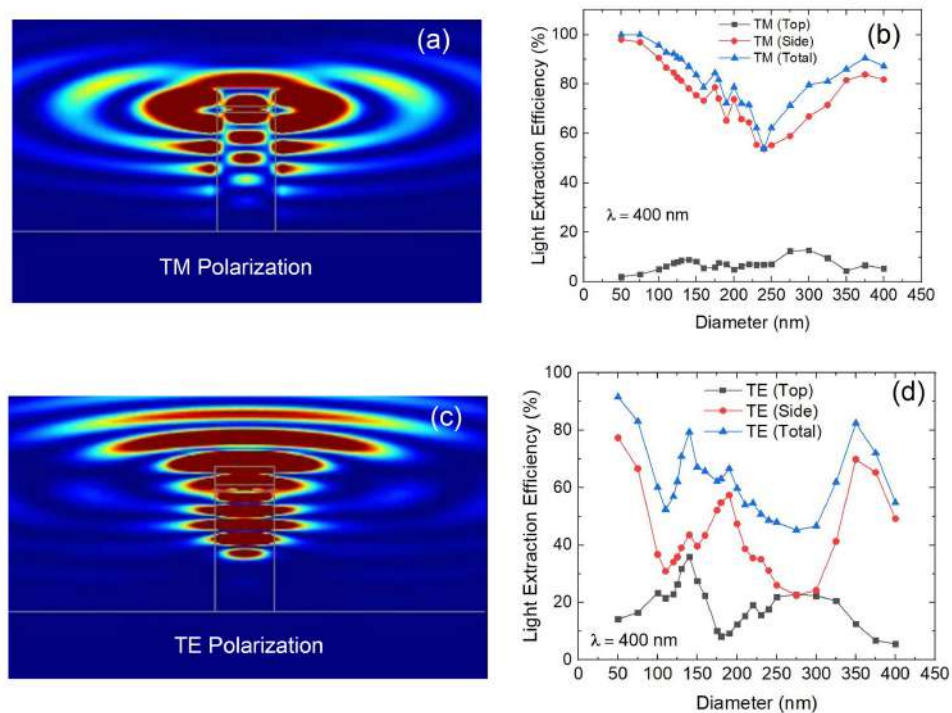 (a)
TM Polarization
(b)
TM (Top)
TM (Side)
TM (Total)
Light Extraction Efficiency (%)
100
80
60
40
20
0
λ = 400 nm
0 50 100 150 200 250 300 350 400 450
Diameter (nm)
(c)
TE Polarization
(d)
TE (Top)
TE (Side)
TE (Total)
Light Extraction Efficiency (%)
100
80
60
40
20
0
λ = 400 nm
0 50 100 150 200 250 300 350 400 450
Diameter (nm)